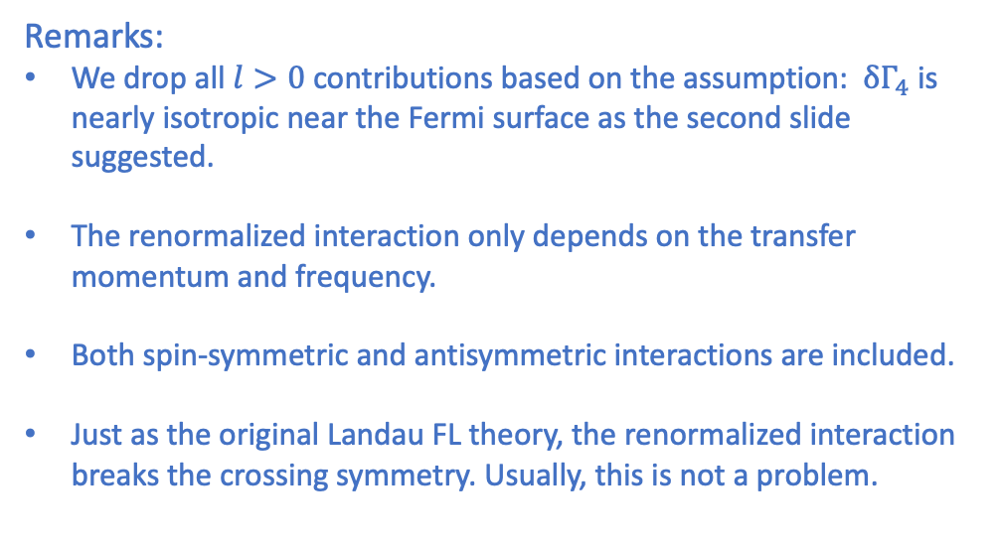 Remarks:
• We drop all l > 0 contributions based on the assumption: δΓ₄ is
nearly isotropic near the Fermi surface as the second slide
suggested.
• The renormalized interaction only depends on the transfer
momentum and frequency.
• Both spin-symmetric and antisymmetric interactions are included.
• Just as the original Landau FL theory, the renormalized interaction
breaks the crossing symmetry. Usually, this is not a problem.